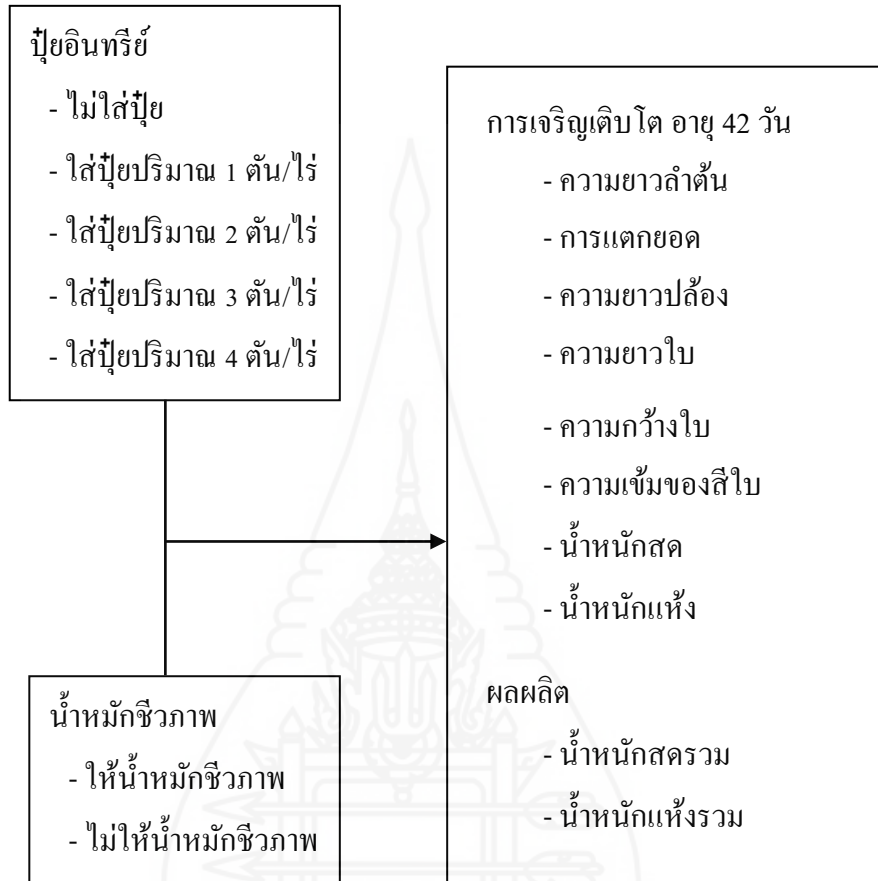 ปุ๋ยอินทรีย์
- ไม่ใส่ปุ๋ย
- ใส่ปุ๋ยปริมาณ 1 ตัน/ไร่
- ใส่ปุ๋ยปริมาณ 2 ตัน/ไร่
- ใส่ปุ๋ยปริมาณ 3 ตัน/ไร่
- ใส่ปุ๋ยปริมาณ 4 ตัน/ไร่
น้ำหมักชีวภาพ
- ให้น้ำหมักชีวภาพ
- ไม่ให้น้ำหมักชีวภาพ
การเจริญเติบโต อายุ 42 วัน
- ความยาวลำต้น
- การแตกยอด
- ความยาวปล้อง
- ความยาวใบ
- ความกว้างใบ
- ความเข้มของสีใบ
- น้ำหนักสด
- น้ำหนักแห้ง
ผลผลิต
- น้ำหนักสดรวม
- น้ำหนักแห้งรวม